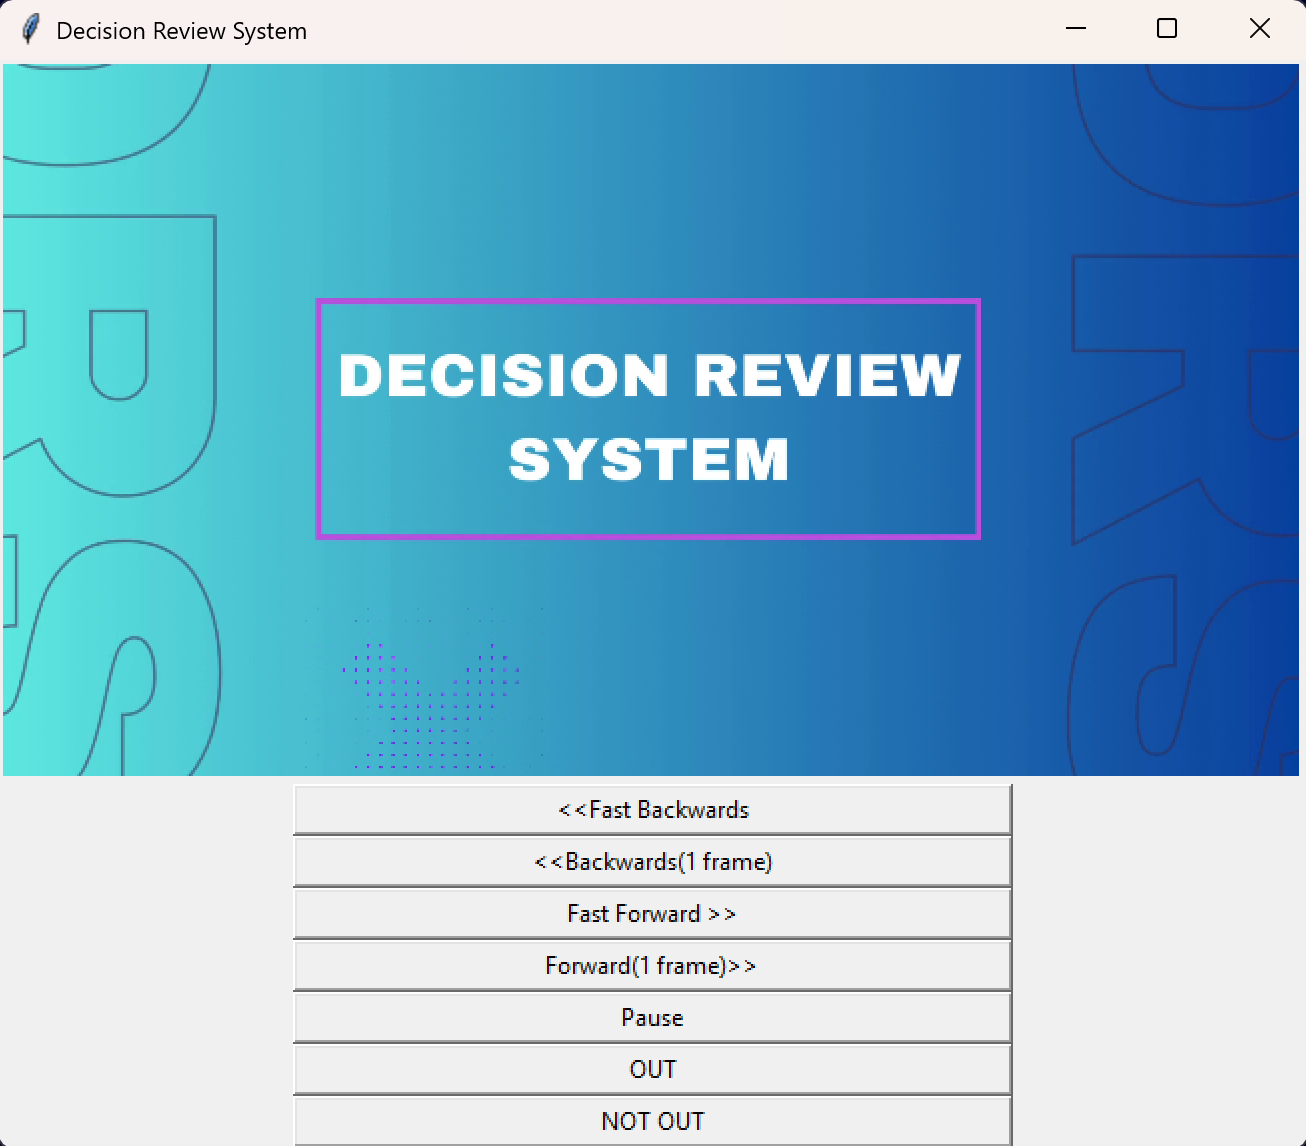 Decision Review System
DRS
DRS
DECISION REVIEW
SYSTEM
<<Fast Backwards
<<Backwards(1 frame)
Fast Forward >>
Forward(1 frame)>>
Pause
OUT
NOT OUT